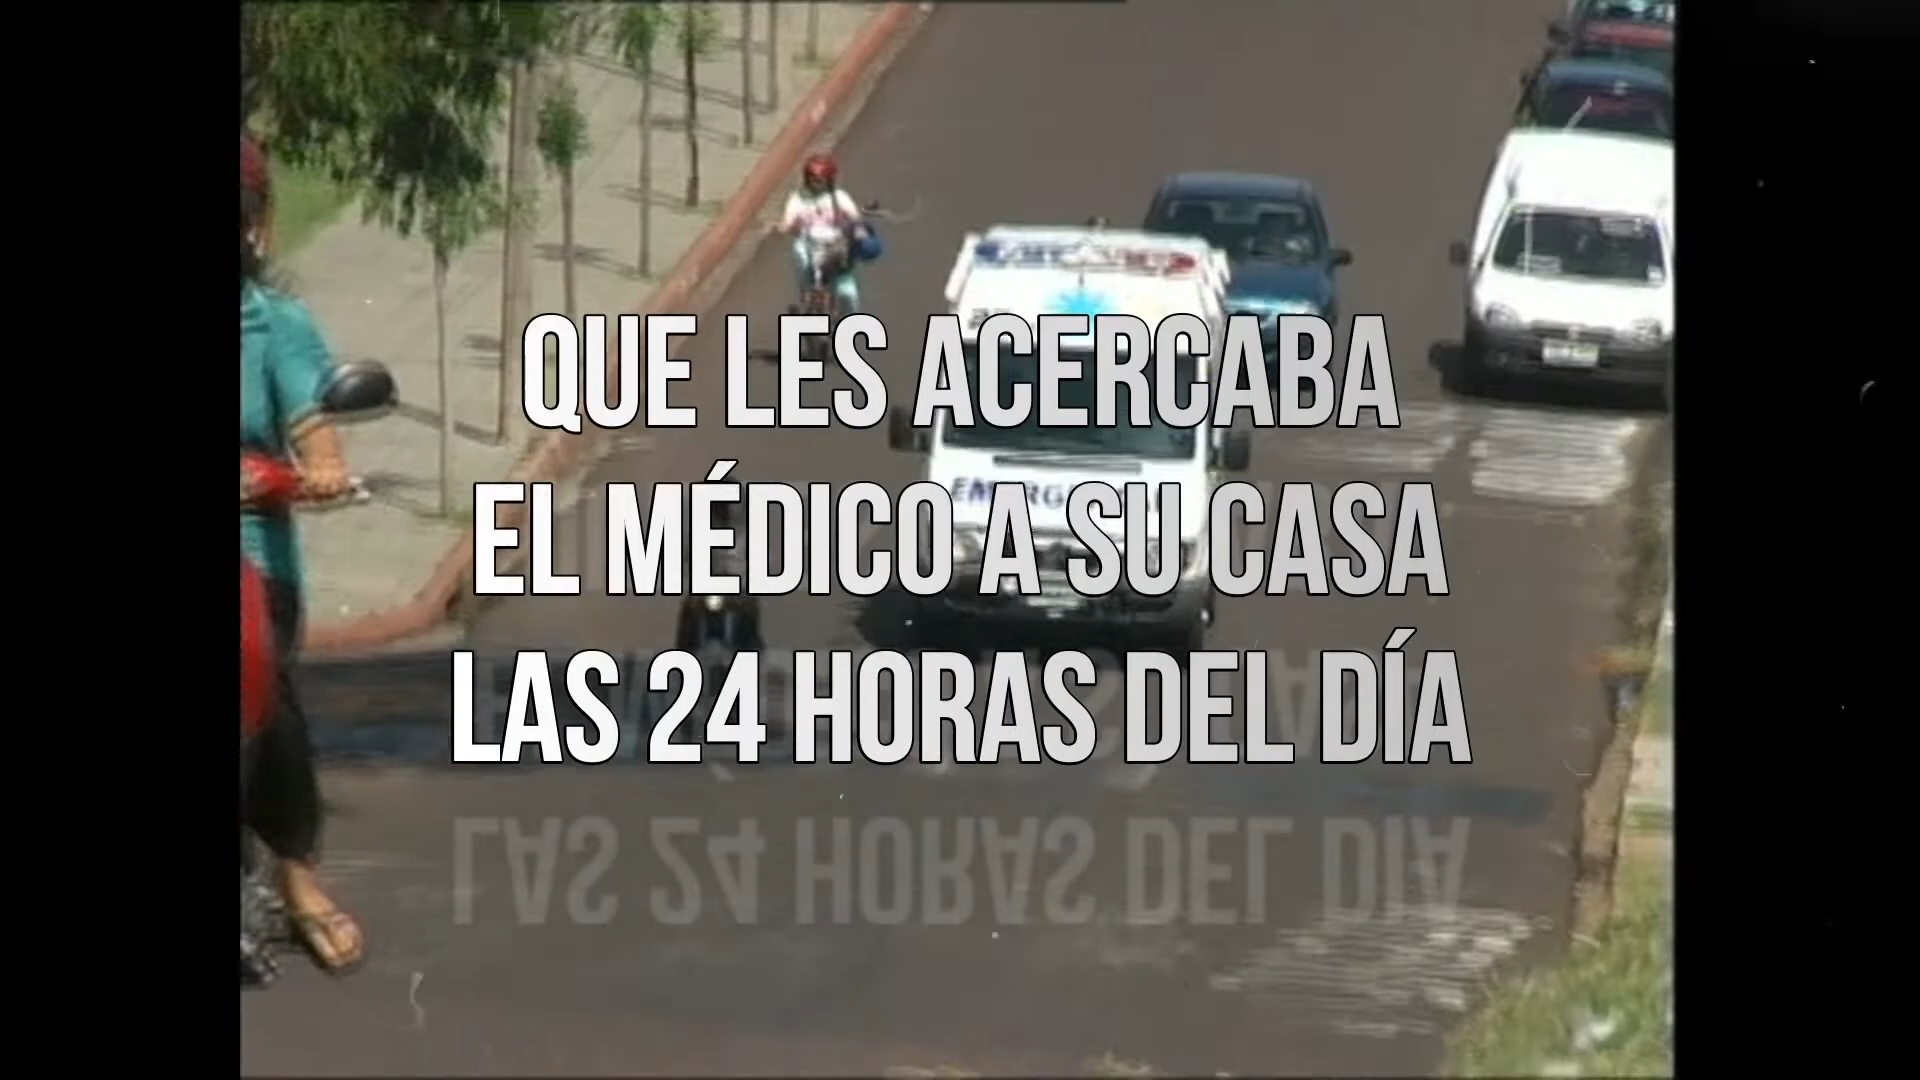 QUE LES ACERCABA
EL MÉDICO A SU CASA
LAS 24 HORAS DEL DÍA